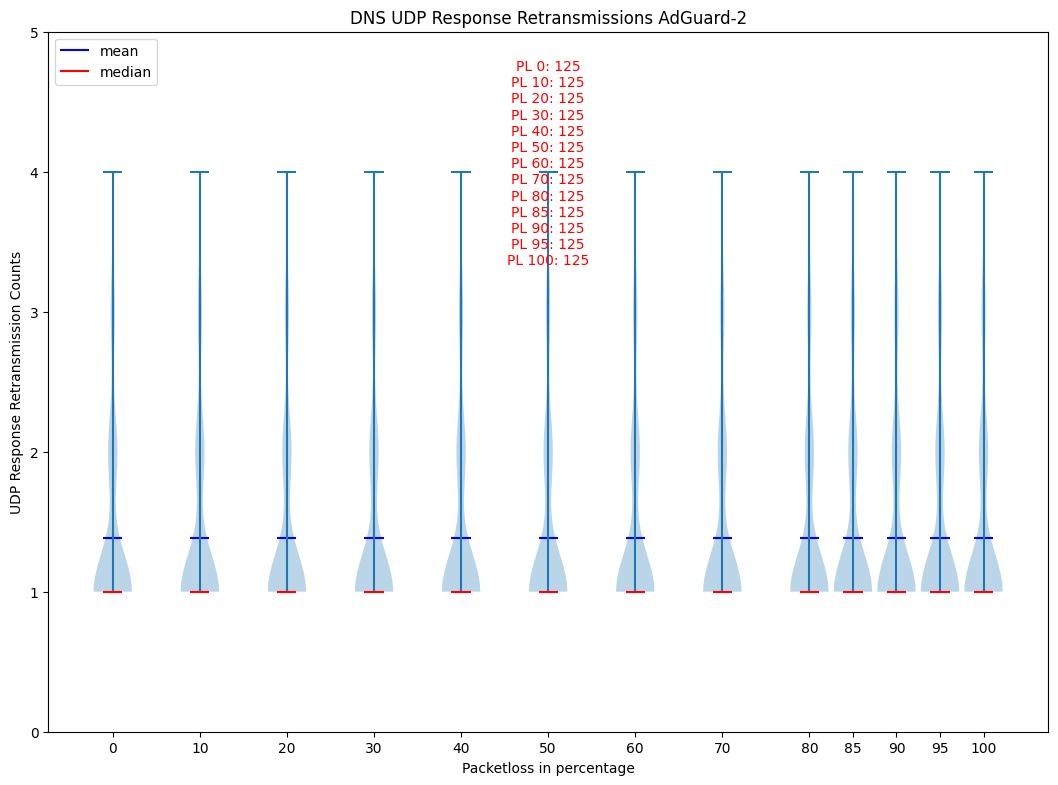 DNS UDP Response Retransmissions AdGuard-2
mean
median
PL 0: 125
PL 10: 125
PL 20: 125
PL 30: 125
PL 40: 125
PL 50: 125
PL 60: 125
PL 70: 125
PL 80: 125
PL 85: 125
PL 90: 125
PL 95: 125
PL 100: 125
UDP Response Retransmission Counts
5
4
3
2
1
0
0 10 20 30 40 50 60 70 80 85 90 95 100
Packetloss in percentage